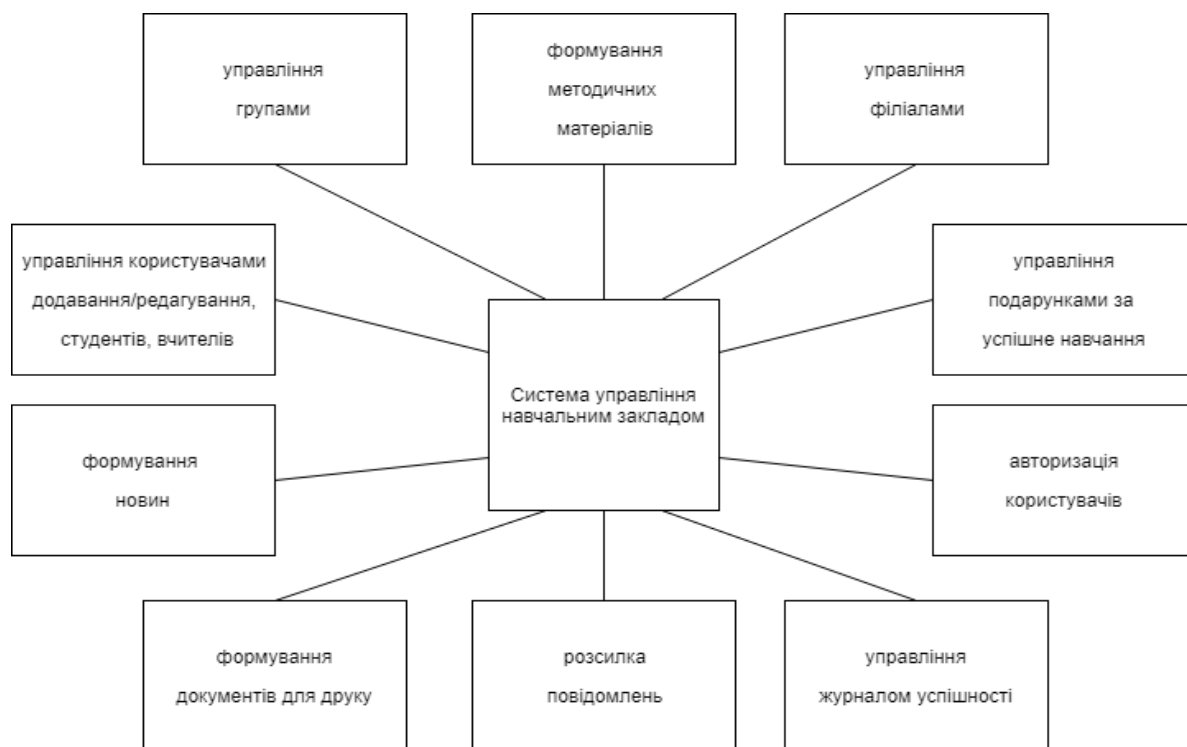 управління
групами
формування
методичних
матеріалів
управління
філіалами
управління користувачами
додавання/редагування,
студентів, вчителів
управління
подарунками за
успішне навчання
Система управління
навчальним закладом
формування
новин
авторизація
користувачів
формування
документів для друку
розсилка
повідомлень
управління
журналом успішності